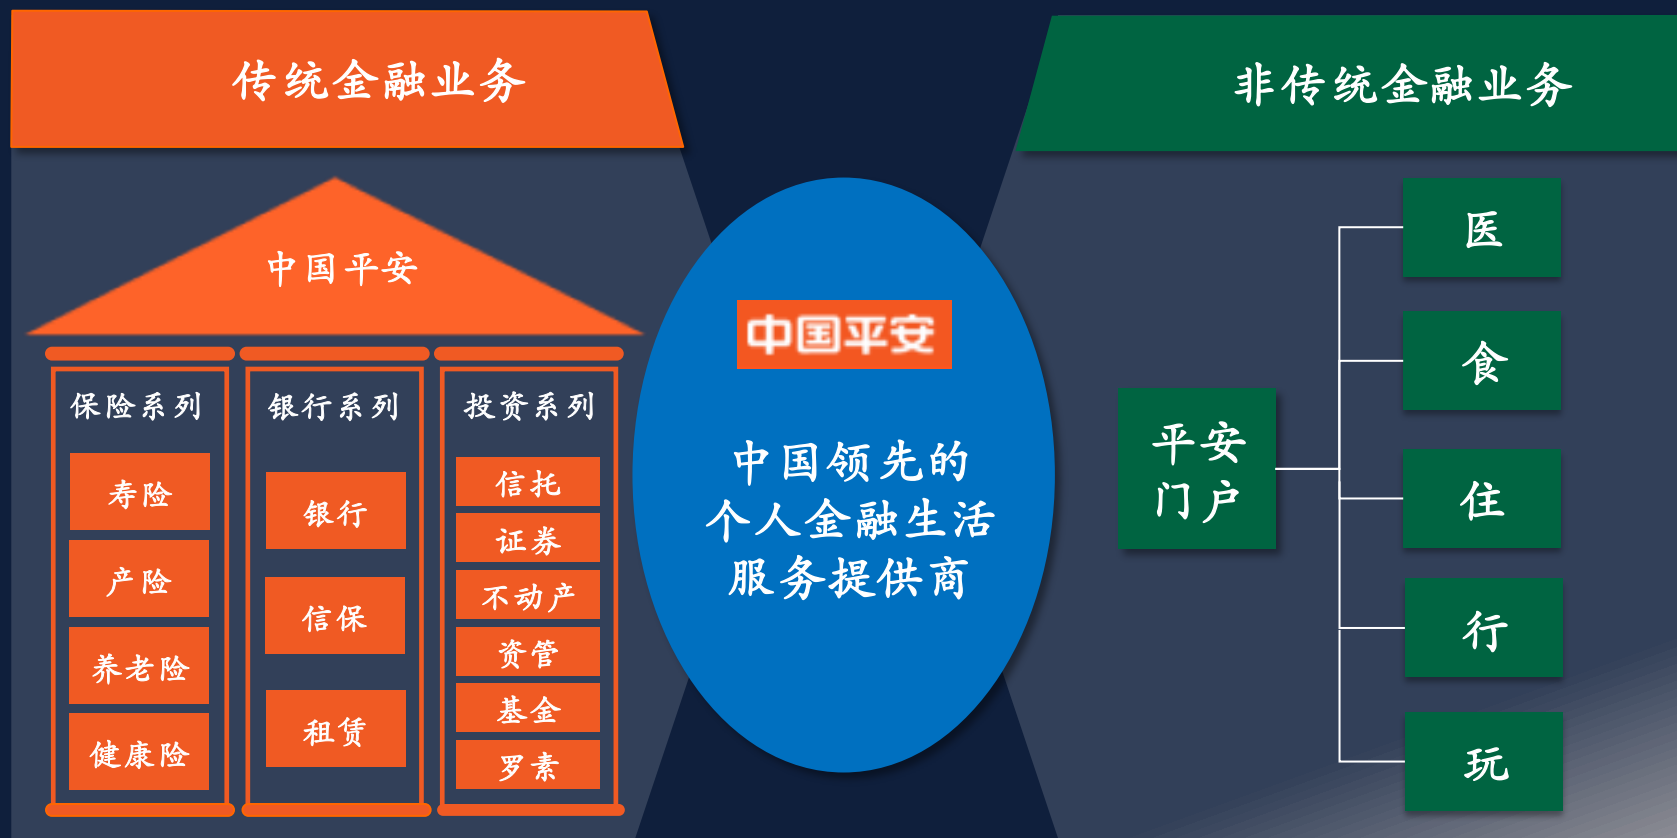 传统金融业务
非传统金融业务
中国平安
保险系列
寿险
产险
养老险
健康险
银行系列
银行
信保
租赁
投资系列
信托
证券
不动产
资管
基金
罗素
中国平安
中国领先的
个人金融生活
服务提供商
平安
门户
医
食
住
行
玩